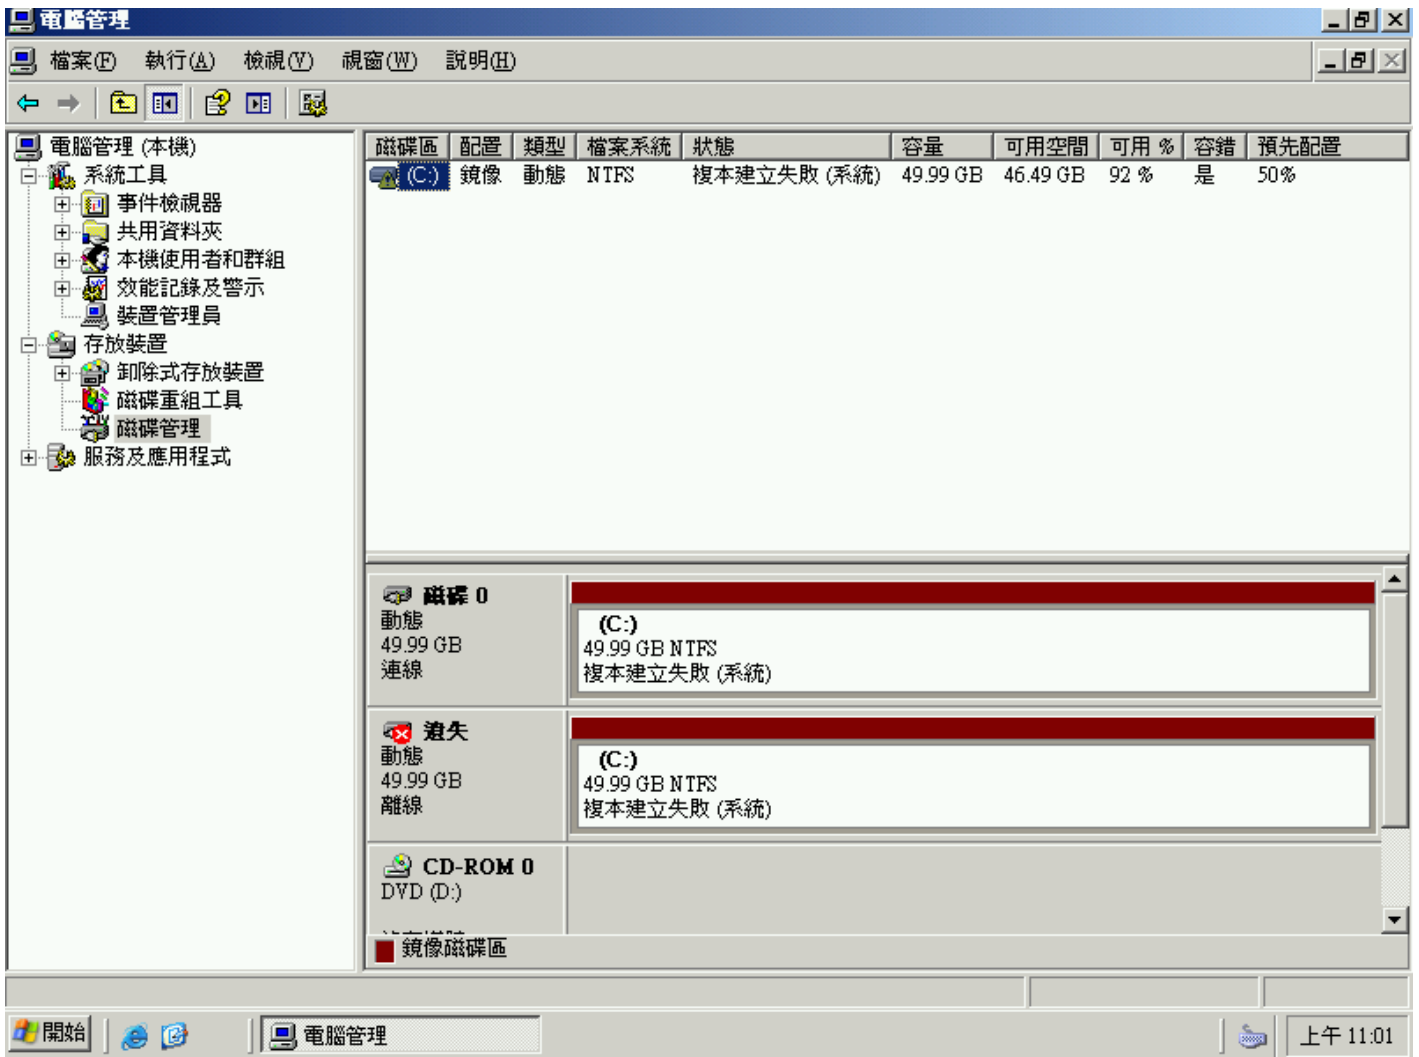 電腦管理
檔案(F) 執行(A) 檢視(V) 視窗(W) 說明(H)
電腦管理 (本機)
系統工具
事件檢視器
共用資料夾
本機使用者和群組
效能記錄及警示
裝置管理員
存放裝置
卸除式存放裝置
磁碟重組工具
磁碟管理
服務及應用程式
磁碟區 配置 類型 檔案系統 狀態 容量 可用空間 可用 % 容錯 預先配置
(C:) 鏡像 動態 NTFS 複本建立失敗 (系統) 49.99 GB 46.49 GB 92 % 是 50%
磁碟 0
動態
49.99 GB
連線
(C:)
49.99 GB NTFS
複本建立失敗 (系統)
遺失
動態
49.99 GB
離線
(C:)
49.99 GB NTFS
複本建立失敗 (系統)
CD-ROM 0
DVD (D:)
鏡像磁碟區
開始 電腦管理 上午 11:01